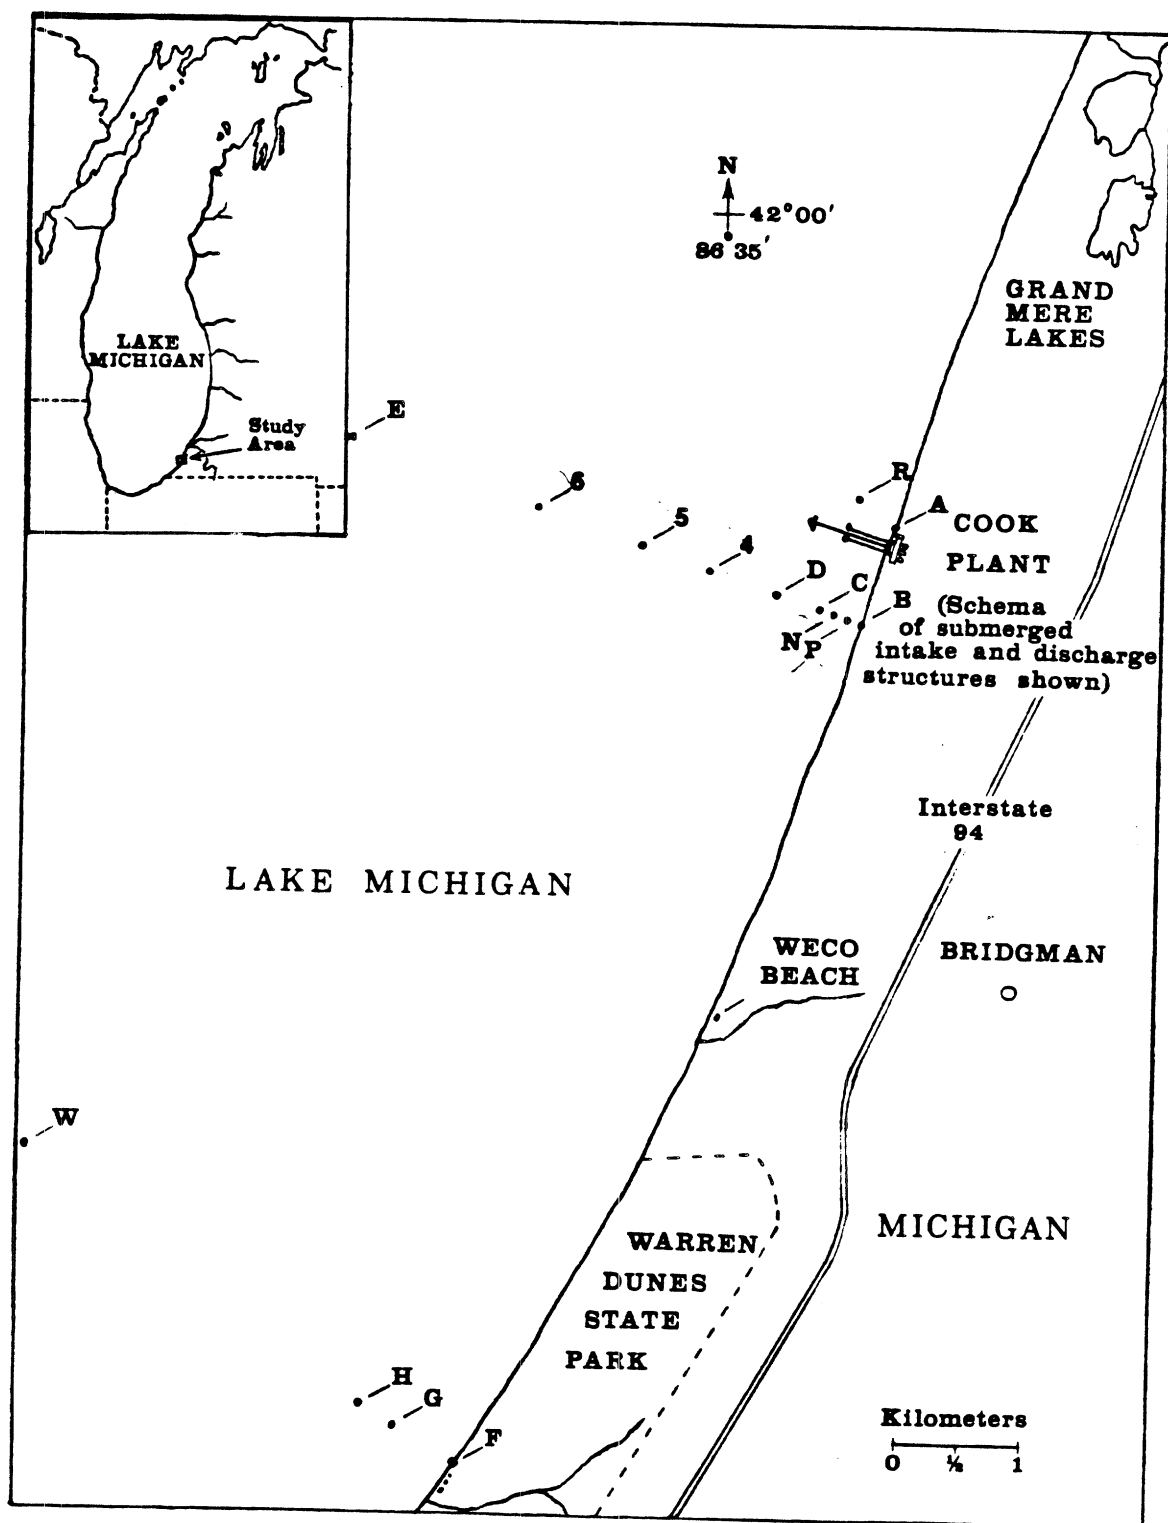 LAKE
MICHIGAN
Study
Area
N
42°00'
86 35'
GRAND
MERE
LAKES
E
6
5
4
R
A
COOK
PLANT
D
C
B
N
P
(Schema
of submerged
intake and discharge
structures shown)
Interstate
94
LAKE MICHIGAN
WECO
BEACH
BRIDGMAN
W
MICHIGAN
WARREN
DUNES
STATE
PARK
H
G
F
Kilometers
0 ½ 1